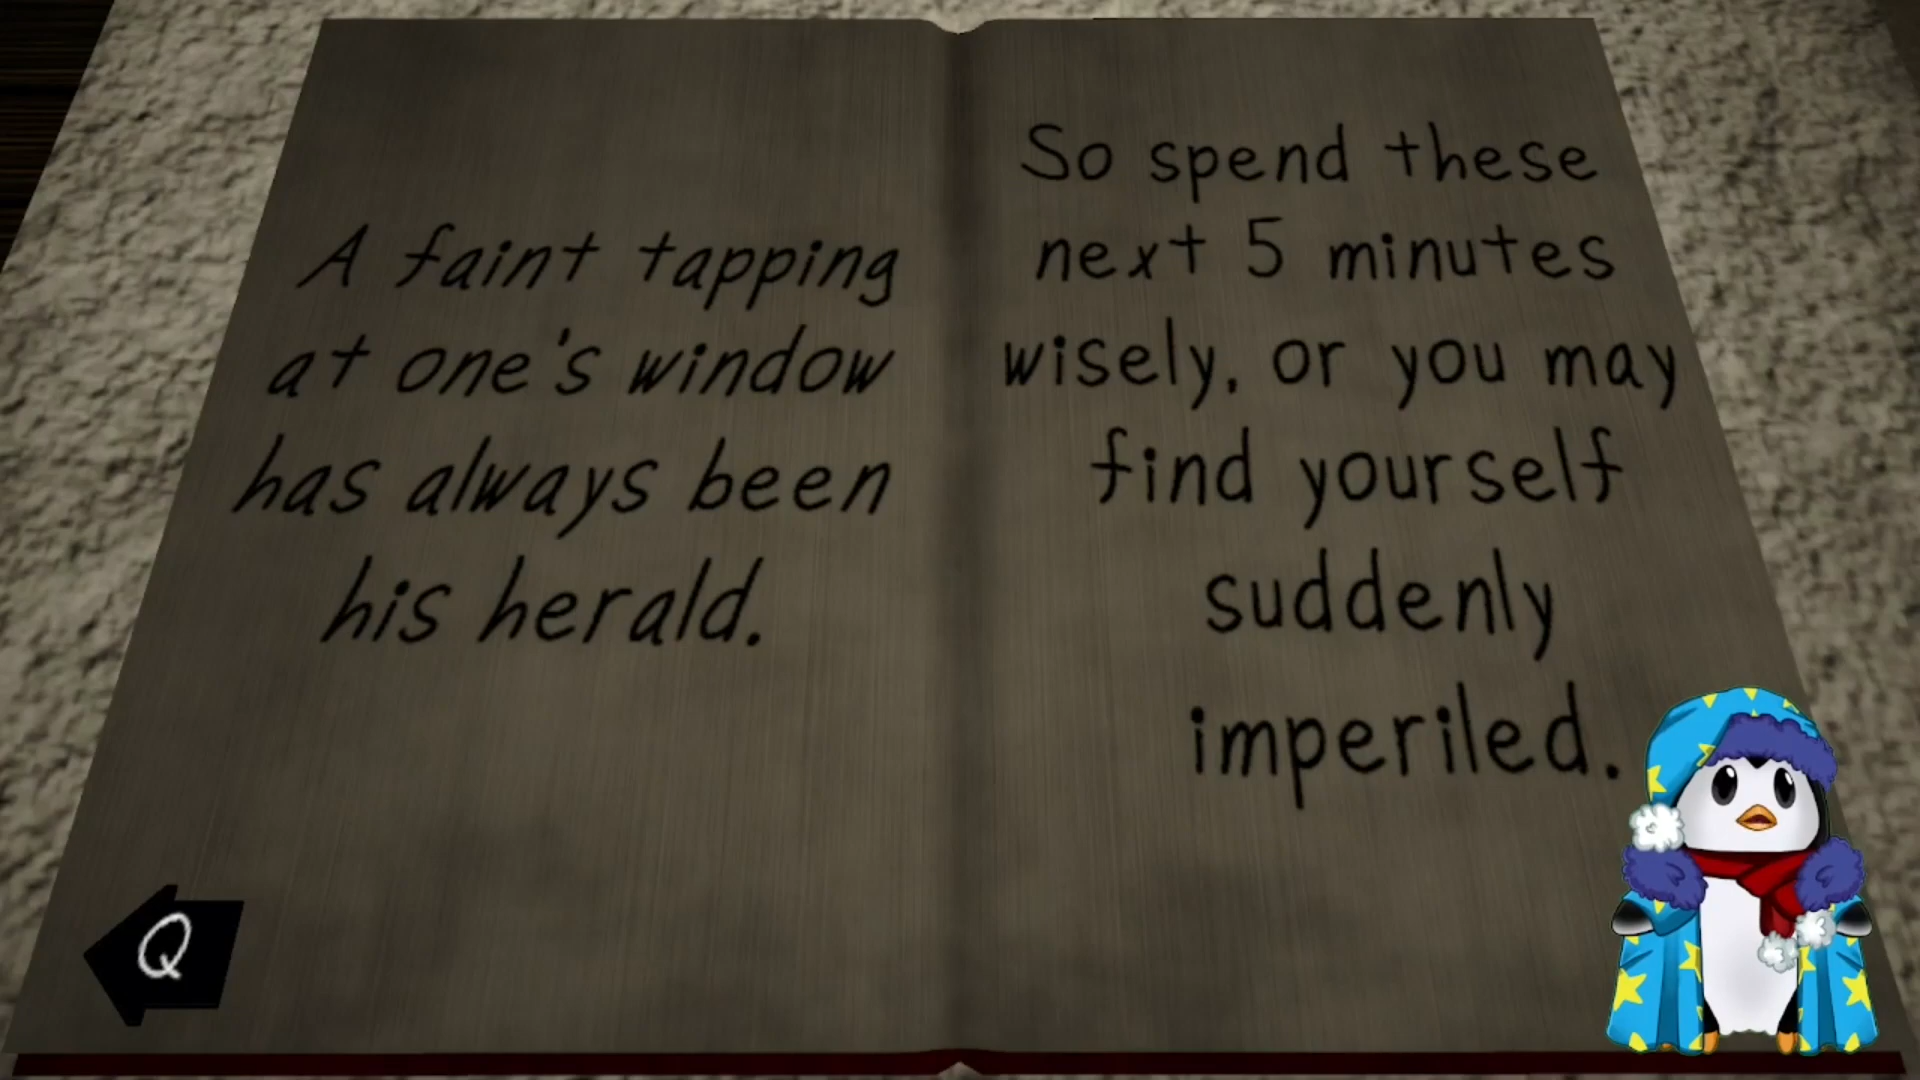 A faint tapping
at one's window
has always been
his herald.
So spend these
next 5 minutes
wisely, or you may
find yourself
suddenly
imperiled.
Q